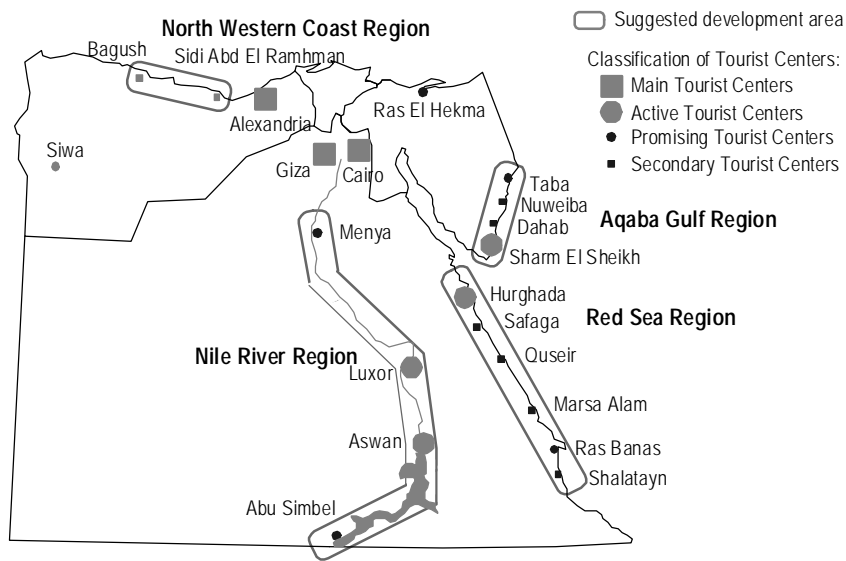 North Western Coast Region
Suggested development area
Bagush
Sidi Abd El Ramhman
Classification of Tourist Centers:
Main Tourist Centers
Active Tourist Centers
Promising Tourist Centers
Secondary Tourist Centers
Alexandria
Ras El Hekma
Siwa
Giza
Cairo
Taba
Nuweiba
Dahab
Aqaba Gulf Region
Sharm El Sheikh
Menya
Hurghada
Safaga
Red Sea Region
Quseir
Nile River Region
Luxor
Marsa Alam
Aswan
Ras Banas
Shalatayn
Abu Simbel